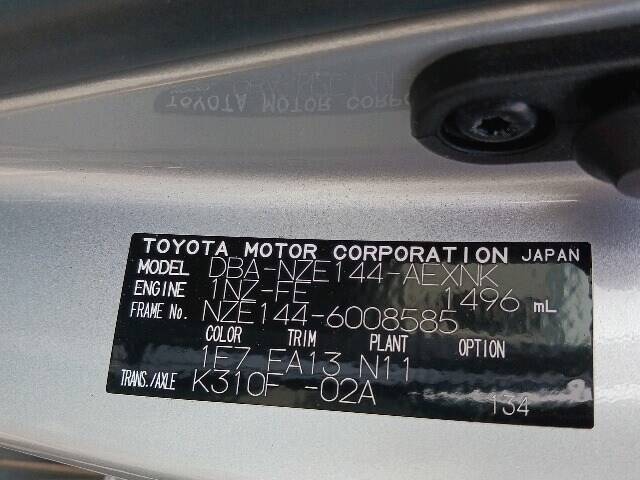 TOYOTA MOTOR CORPORATION JAPAN
MODEL DBA-NZE144-AEXNK
ENGINE 1NZ-FE 1496 mL
FRAME No. NZE144-6008585
COLOR TRIM PLANT OPTION
1E7 EA13 N11
TRANS./AXLE K310F -02A
134